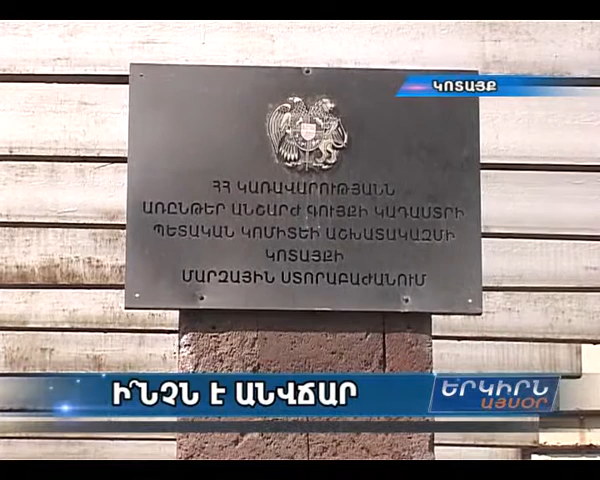 ԿՈՏԱՅՔ
ՀՀ ԿԱՌԱՎԱՐՈՒԹՅԱՆՆ
ԱՌԸՆԹԵՐ ԱՆՇԱՐԺ ԳՈՒՅՔԻ ԿԱԴԱՍՏՐԻ
ՊԵՏԱԿԱՆ ԿՈՄԻՏԵԻ ԱՇԽԱՏԱԿԱԶՄԻ
ԿՈՏԱՅՔԻ
ՄԱՐԶԱՅԻՆ ՍՏՈՐԱԲԱԺԱՆՈՒՄ
Ի՞ՆՉՆ Է ԱՆՎՃԱՐ
ԵՐԿԻՐՆ
ԱՅՍՕՐ